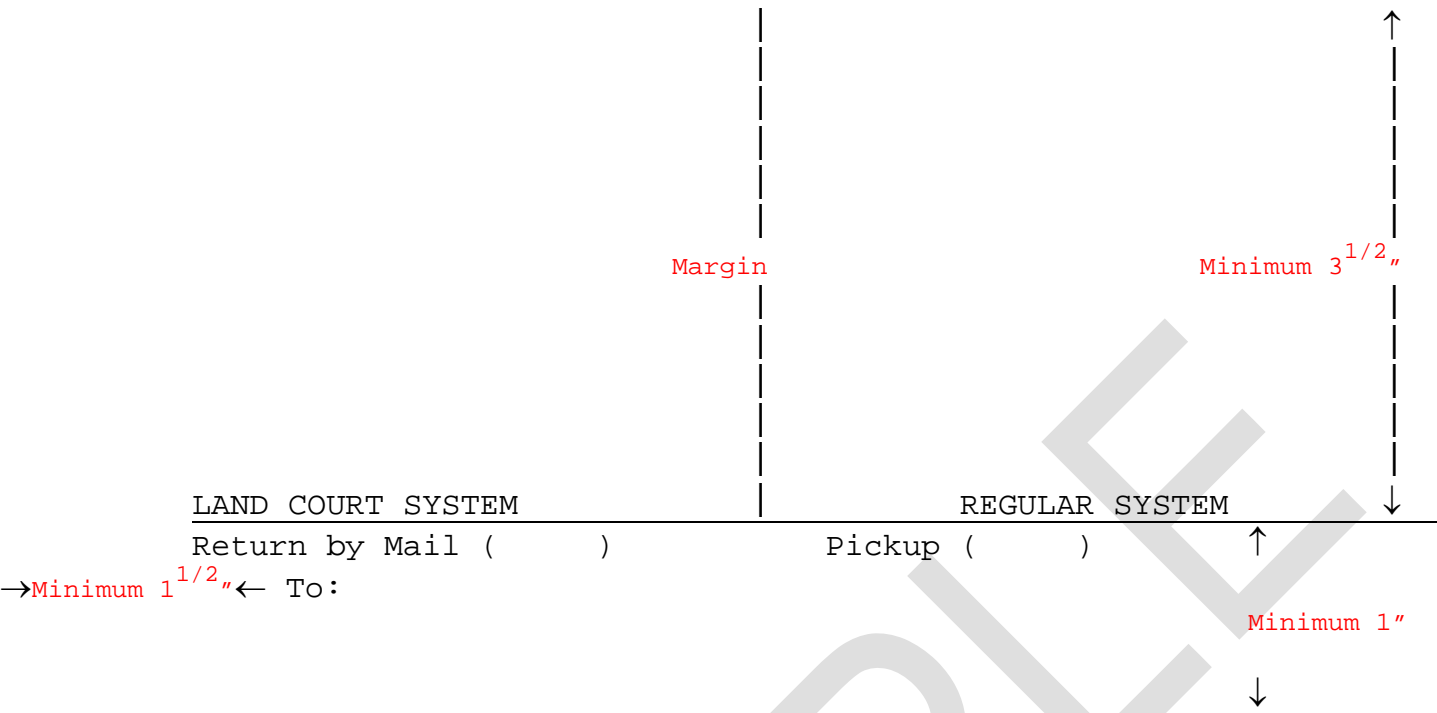 Margin Minimum 3 1/2″
LAND COURT SYSTEM REGULAR SYSTEM
Return by Mail (      ) Pickup (      )
→Minimum 1 1/2″← To:
Minimum 1″
PLE